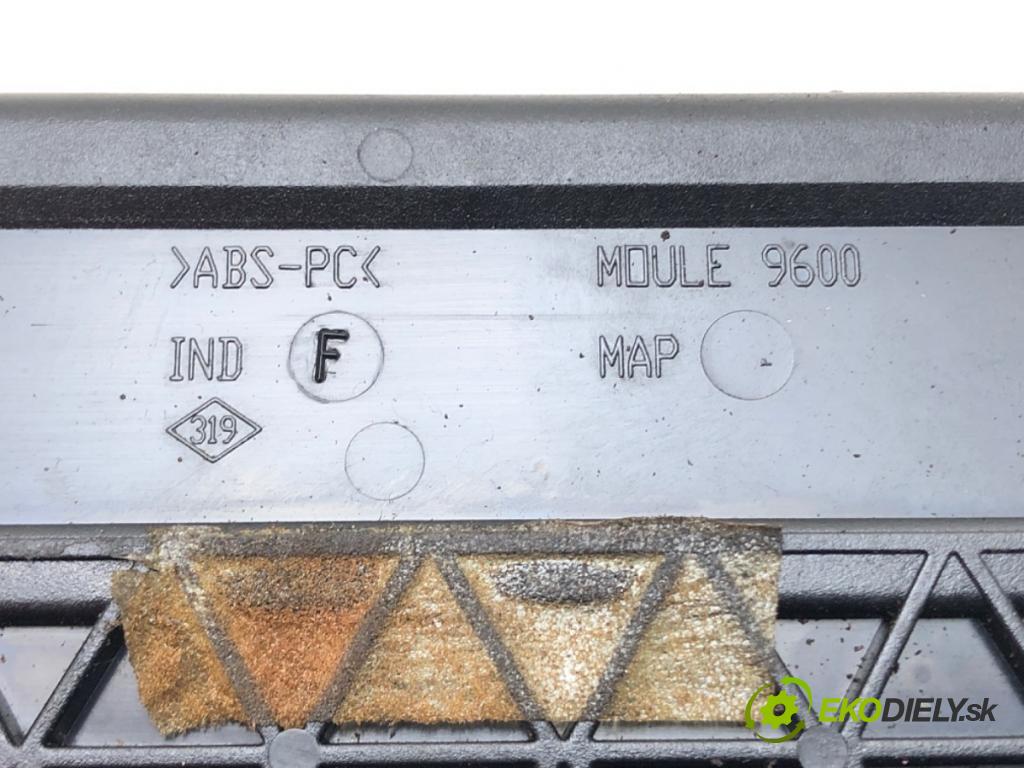 >ABS-PC< MOULE 9600
IND F MAP
319
EKODIELY.sk